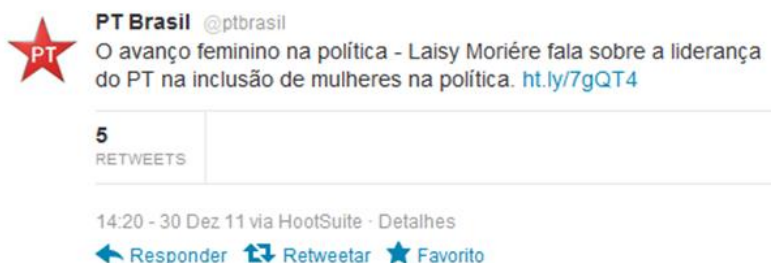 PT
PT Brasil @ptbrasil
O avanço feminino na política - Laisy Moriére fala sobre a liderança
do PT na inclusão de mulheres na política. ht.ly/7gQT4
5
RETWEETS
14:20 - 30 Dez 11 via HootSuite · Detalhes
Responder Retweetar Favorito